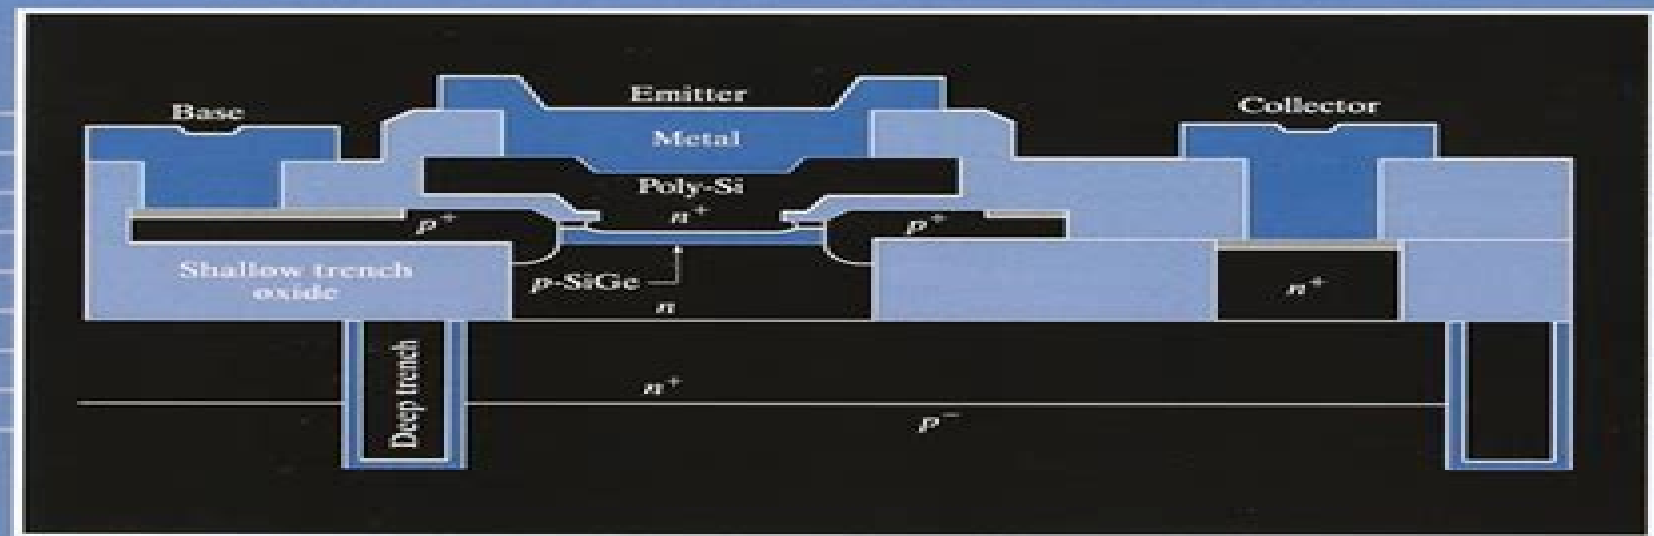 Base
Emitter
Collector
Metal
Poly-Si
n+
p+
p+
Shallow trench
oxide
p-SiGe
n
n+
Deep trench
n+
p−